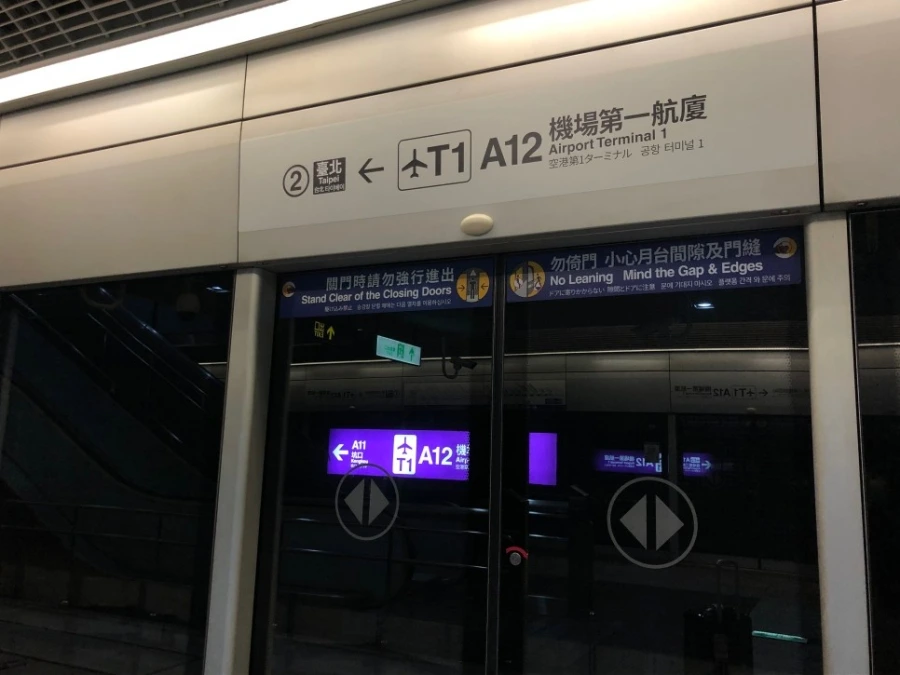 ② 臺北 ← T1 A12 機場第一航廈
Taipei
Airport Terminal 1
空港第1ターミナル 공항 터미널 1
關門時請勿強行進出
Stand Clear of the Closing Doors
勿倚門 小心月台間隙及門縫
No Leaning Mind the Gap & Edges
← A11
坑口
T1 A12